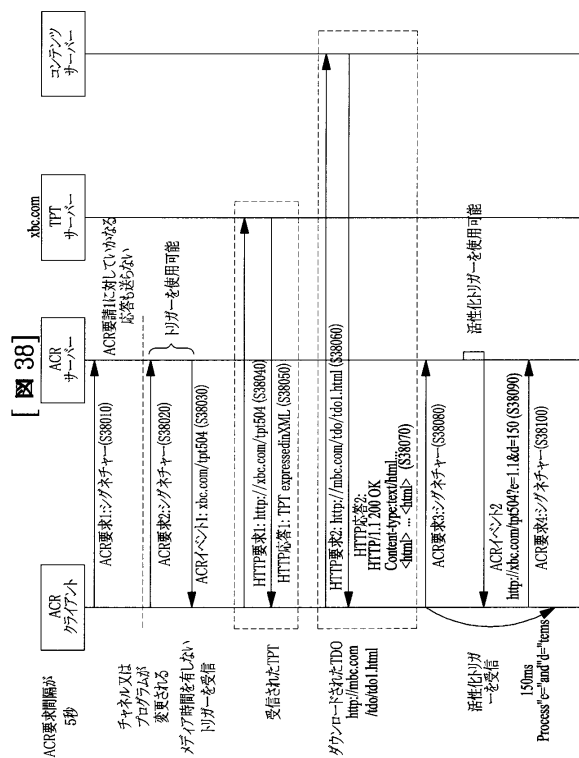 [図 38]
ACR要求間隔が
5秒
ACR
クライアント
ACR
サーバー
xbc.com
TPT
サーバー
コンテンツ
サーバー
ACR要求1:シグネチャー(S38010)
ACR要請1に対していかなる
応答も送らない
チャネル又は
プログラムが
変更される
ACR要求2:シグネチャー(S38020)
トリガーを使用可能
メディア時間を有しない
トリガーを受信
ACRイベント1: xbc.com/tpt504 (S38030)
HTTP要求1: http://xbc.com/tpt504 (S38040)
受信されたTPT
HTTP応答1: TPT expressedinXML (S38050)
HTTP要求2: http://mbc.com/tdo/tdo1.html (S38060)
ダウンロードされたTDO
http://mbc.com
/tdo/tdo1.html
HTTP応答2:
HTTP/1.1 200 OK
Content-type:text/html...
<html> ... <html> (S38070)
ACR要求3:シグネチャー(S38080)
活性化トリガーを使用可能
活性化トリガ
ーを受信
ACRイベント2
http://xbc.com/tpt504?e=1.1&d=150 (S38090)
ACR要求4:シグネチャー(S38100)
150ms
Process"e="and"d="tems